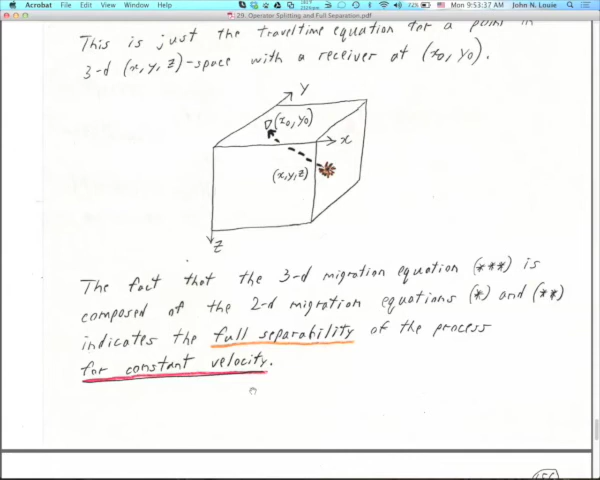 Acrobat File Edit View Window Help
Mon 9:53:37 AM John N. Louie
29. Operator Splitting and Full Separation.pdf
This is just the traveltime equation for a point in
3-d (x, y, z)-space with a receiver at (x0, y0).
Y
(x0, y0)
x
(x, y, z)
Z
The fact that the 3-d migration equation (***) is
composed of the 2-d migration equations (*) and (**)
indicates the full separability of the process
for constant velocity.